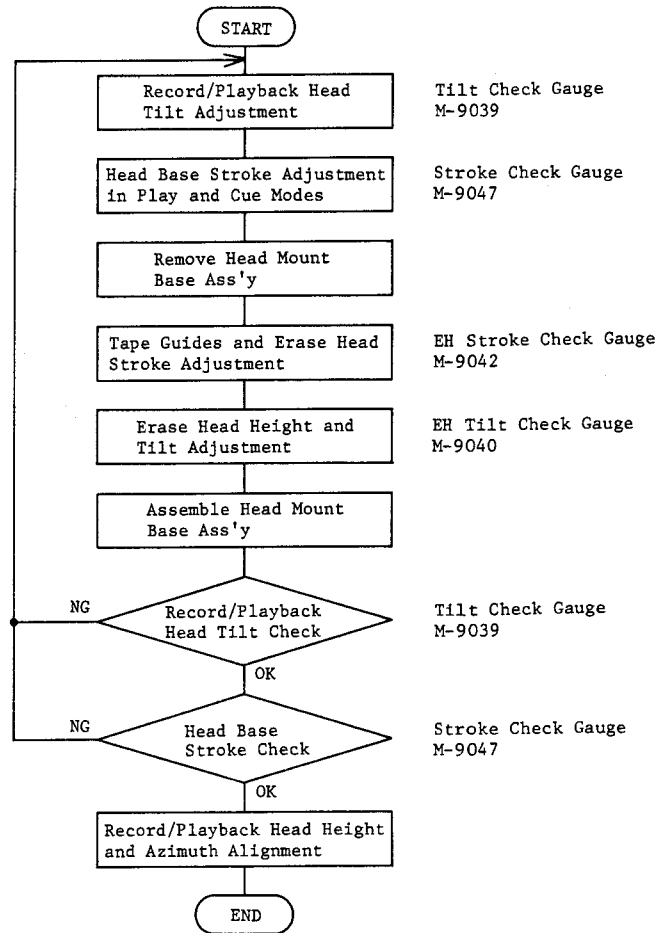 START
Record/Playback Head
Tilt Adjustment
Tilt Check Gauge
M-9039
Head Base Stroke Adjustment
in Play and Cue Modes
Stroke Check Gauge
M-9047
Remove Head Mount
Base Ass'y
Tape Guides and Erase Head
Stroke Adjustment
EH Stroke Check Gauge
M-9042
Erase Head Height and
Tilt Adjustment
EH Tilt Check Gauge
M-9040
Assemble Head Mount
Base Ass'y
NG
Record/Playback
Head Tilt Check
Tilt Check Gauge
M-9039
OK
NG
Head Base
Stroke Check
Stroke Check Gauge
M-9047
OK
Record/Playback Head Height
and Azimuth Alignment
END